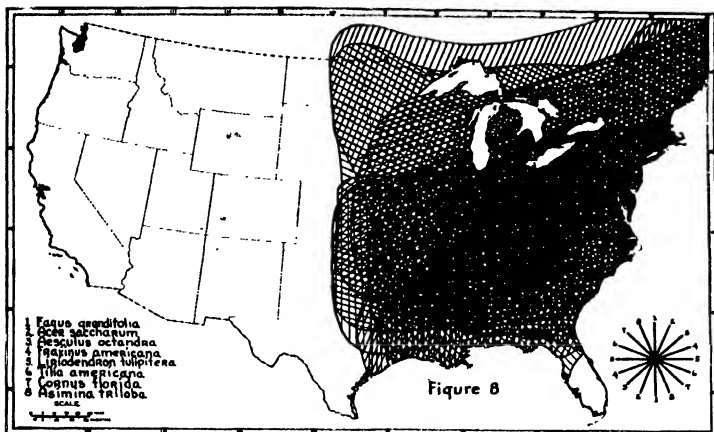 1 Fagus grandifolia
2 Acer saccharum
3 Aesculus octandra
4 Fraxinus americana
5 Liriodendron tulipifera
6 Tilia americana
7 Cornus florida
8 Asimina triloba
SCALE
Figure 8